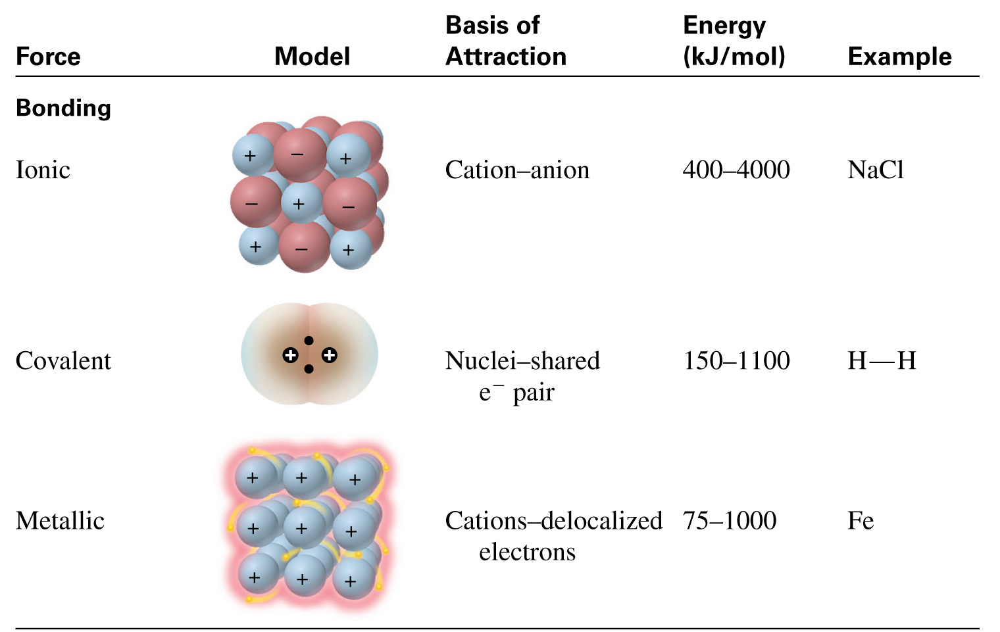 Force Model Basis of Attraction Energy (kJ/mol) Example
Bonding
+ − +
Ionic Cation–anion 400–4000 NaCl
− + −
+ − +
+ +
Covalent Nuclei–shared e⁻ pair 150–1100 H—H
+ + +
Metallic Cations–delocalized electrons 75–1000 Fe
+ + +
+ + +